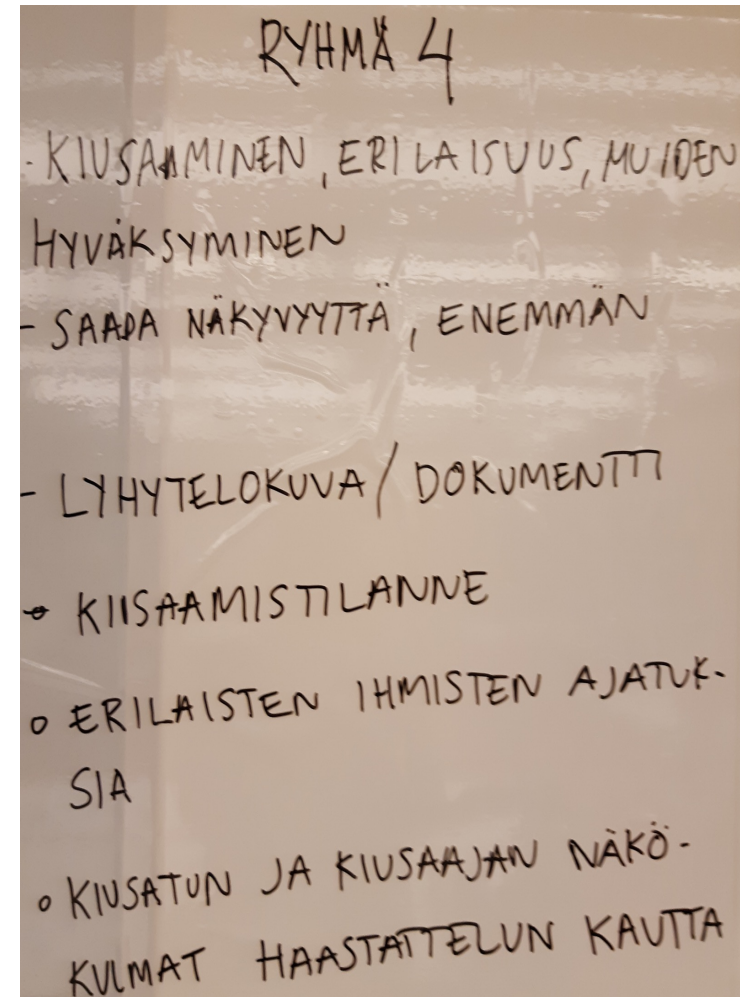 RYHMÄ 4
- KIUSAAMINEN, ERILAISUUS, MUIDEN
HYVÄKSYMINEN
- SAADA NÄKYVYYTTÄ, ENEMMÄN
- LYHYTELOKUVA/DOKUMENTTI
o KIISAAMISTILANNE
o ERILAISTEN IHMISTEN AJATUK-
SIA
o KIUSATUN JA KIUSAAJAN NÄKÖ-
KULMAT HAASTATTELUN KAUTTA